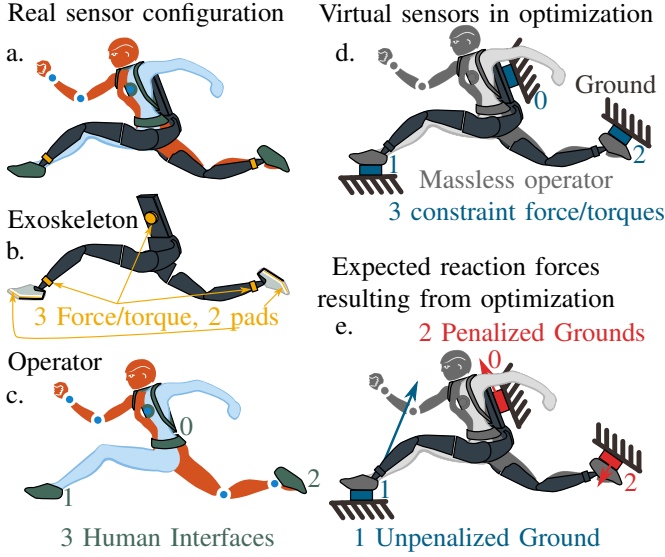 Real sensor configuration
a.
Exoskeleton
b.
3 Force/torque, 2 pads
Operator
c.
0
1
2
3 Human Interfaces
Virtual sensors in optimization
d.
Ground
0
1
2
Massless operator
3 constraint force/torques
Expected reaction forces
resulting from optimization
e.
2 Penalized Grounds
0
1
2
1 Unpenalized Ground